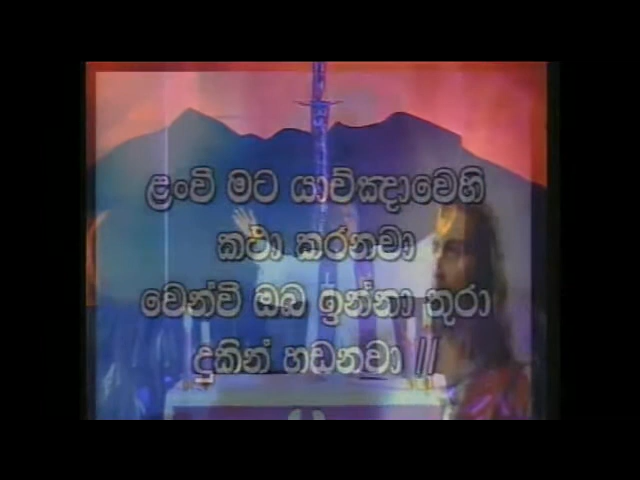 ළංවී මට යාච්ඤාවෙහි
කථා කරනවා
වෙන්වී ඔබ ඉන්නා තුරා
දුකින් හඬනවා //